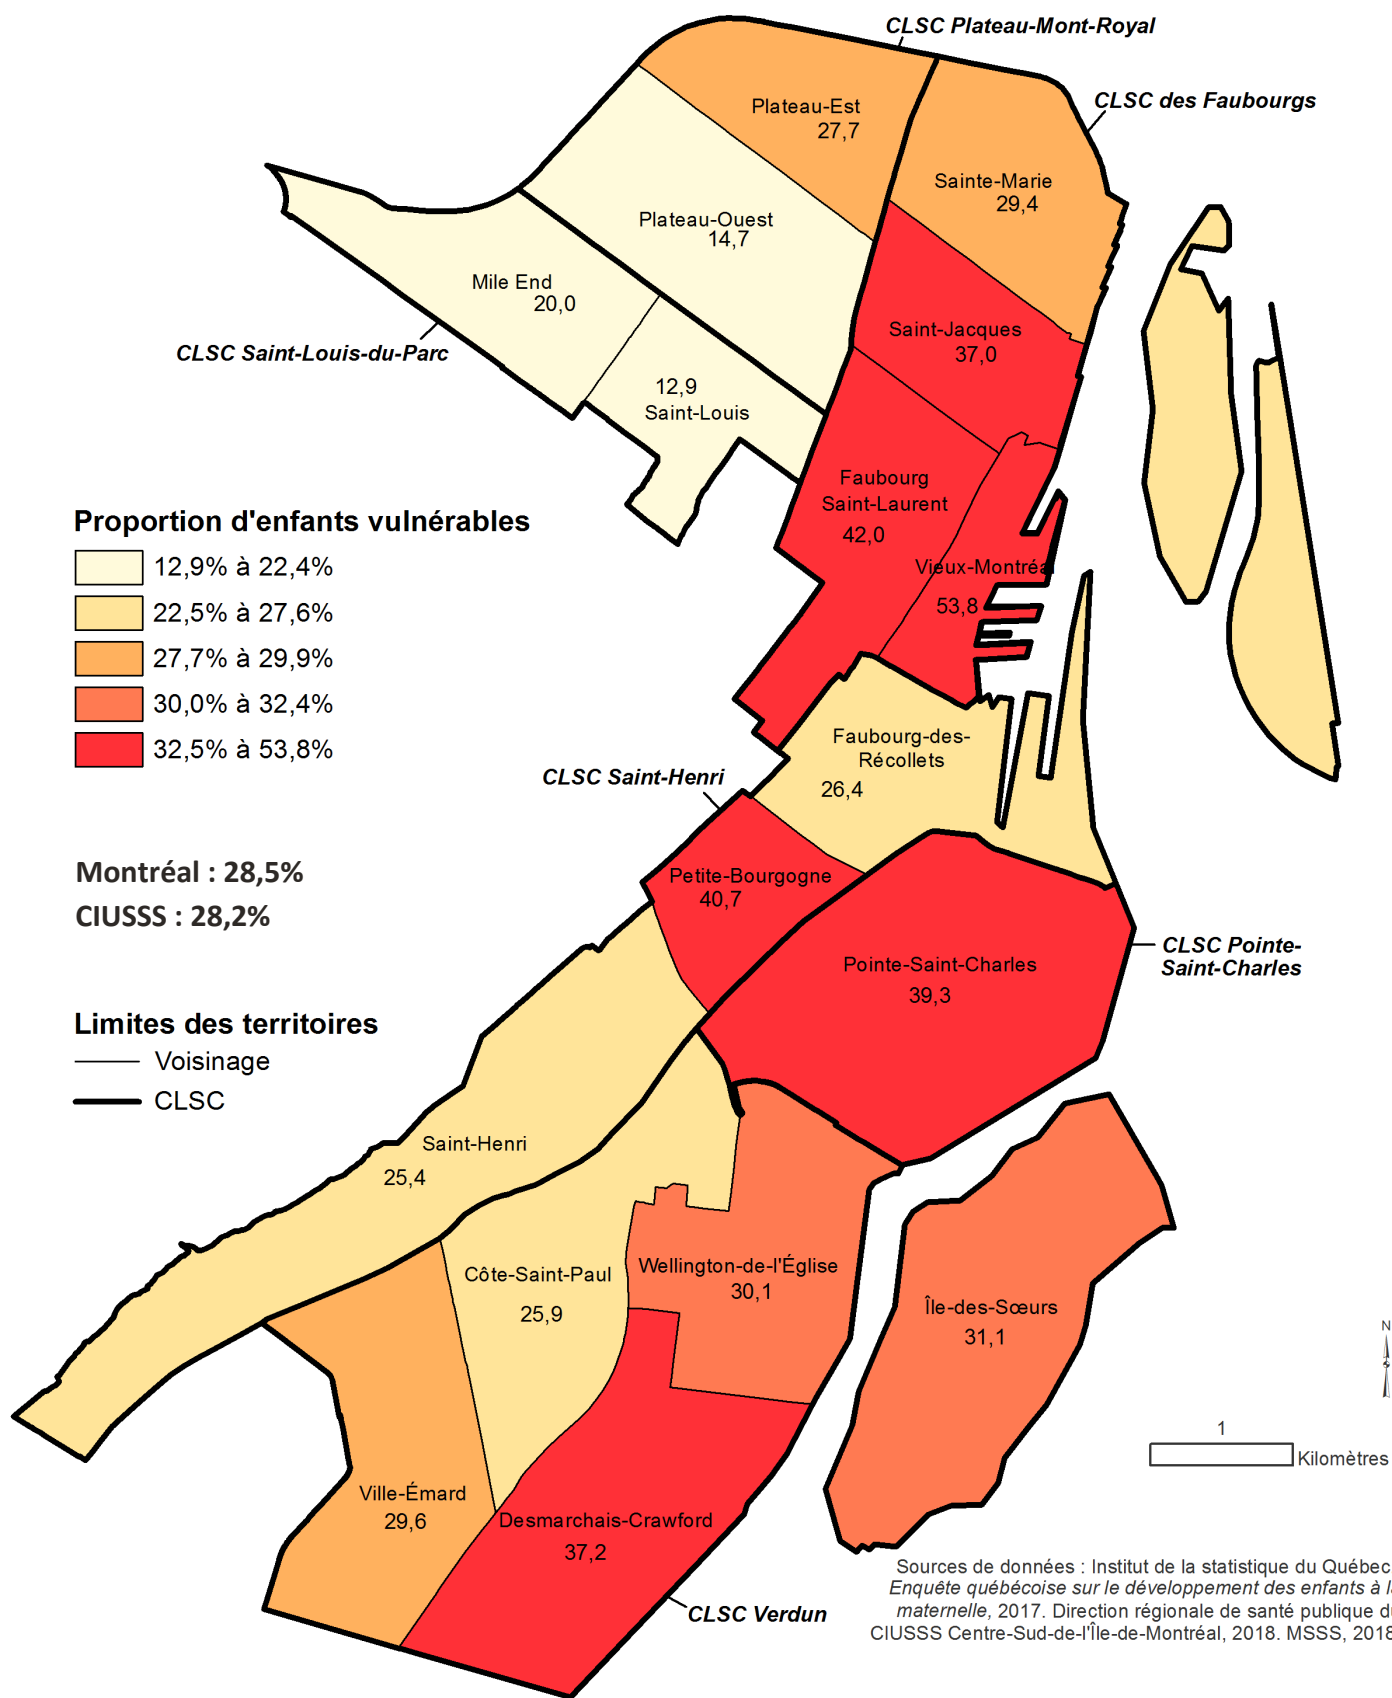 CLSC Plateau-Mont-Royal
CLSC des Faubourgs
Plateau-Est
27,7
Sainte-Marie
29,4
Plateau-Ouest
14,7
Mile End
20,0
CLSC Saint-Louis-du-Parc
Saint-Jacques
37,0
12,9
Saint-Louis
Faubourg
Saint-Laurent
42,0
Vieux-Montréal
53,8
Proportion d'enfants vulnérables
12,9% à 22,4%
22,5% à 27,6%
27,7% à 29,9%
30,0% à 32,4%
32,5% à 53,8%
Faubourg-des-
Récollets
26,4
CLSC Saint-Henri
Montréal : 28,5%
CIUSSS : 28,2%
Petite-Bourgogne
40,7
CLSC Pointe-
Saint-Charles
Pointe-Saint-Charles
39,3
Limites des territoires
Voisinage
CLSC
Saint-Henri
25,4
Côte-Saint-Paul
25,9
Wellington-de-l'Église
30,1
Île-des-Sœurs
31,1
N
1
Kilomètres
Ville-Émard
29,6
Desmarchais-Crawford
37,2
CLSC Verdun
Sources de données : Institut de la statistique du Québec
Enquête québécoise sur le développement des enfants à la
maternelle, 2017. Direction régionale de santé publique du
CIUSSS Centre-Sud-de-l'Île-de-Montréal, 2018. MSSS, 2018